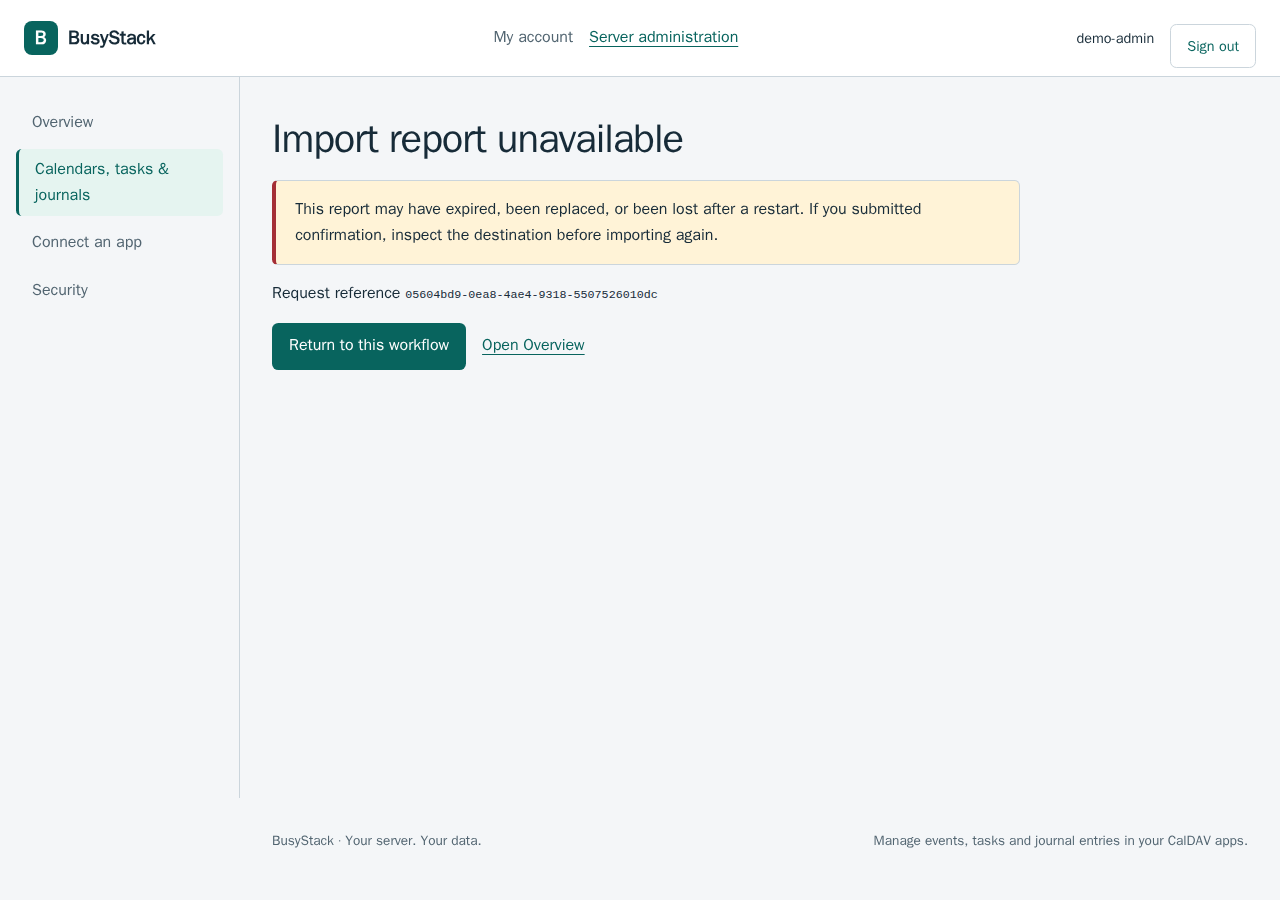 B BusyStack
My account Server administration
demo-admin Sign out
Overview
Calendars, tasks &
journals
Connect an app
Security
Import report unavailable
This report may have expired, been replaced, or been lost after a restart. If you submitted
confirmation, inspect the destination before importing again.
Request reference 05604bd9-0ea8-4ae4-9318-5507526010dc
Return to this workflow Open Overview
BusyStack · Your server. Your data.
Manage events, tasks and journal entries in your CalDAV apps.